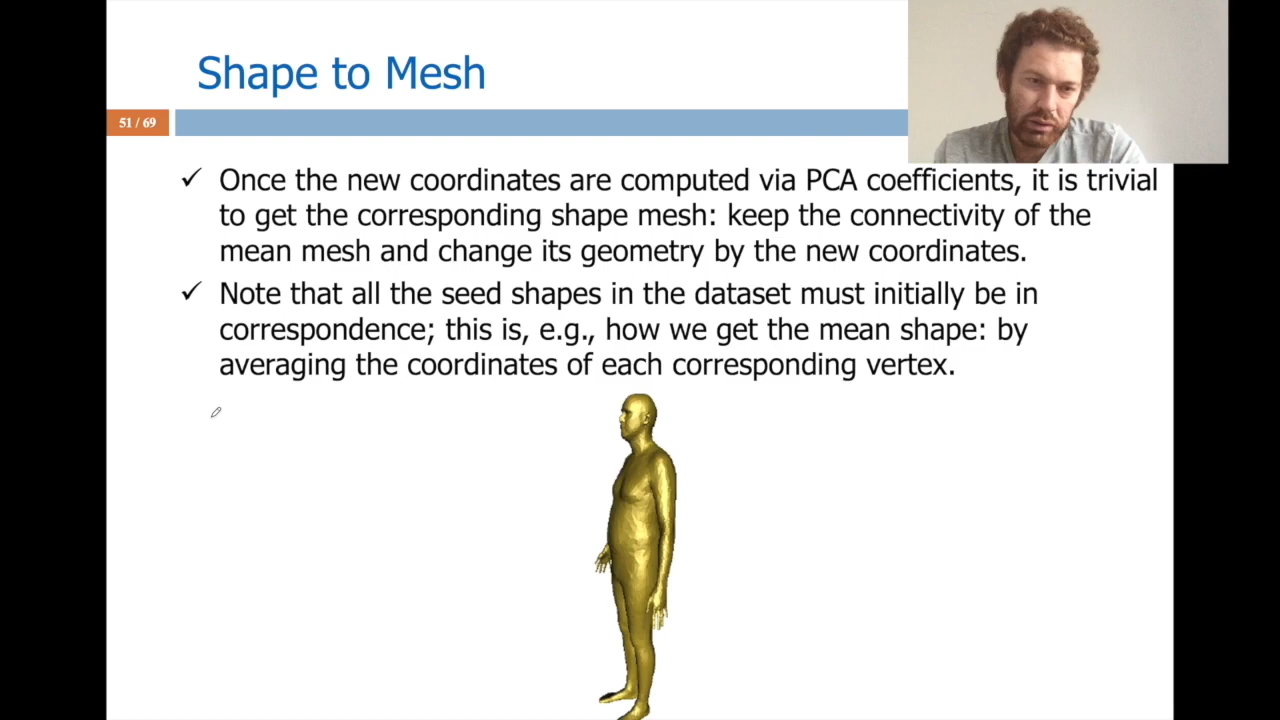 Shape to Mesh
51 / 69
✓ Once the new coordinates are computed via PCA coefficients, it is trivial
to get the corresponding shape mesh: keep the connectivity of the
mean mesh and change its geometry by the new coordinates.
✓ Note that all the seed shapes in the dataset must initially be in
correspondence; this is, e.g., how we get the mean shape: by
averaging the coordinates of each corresponding vertex.